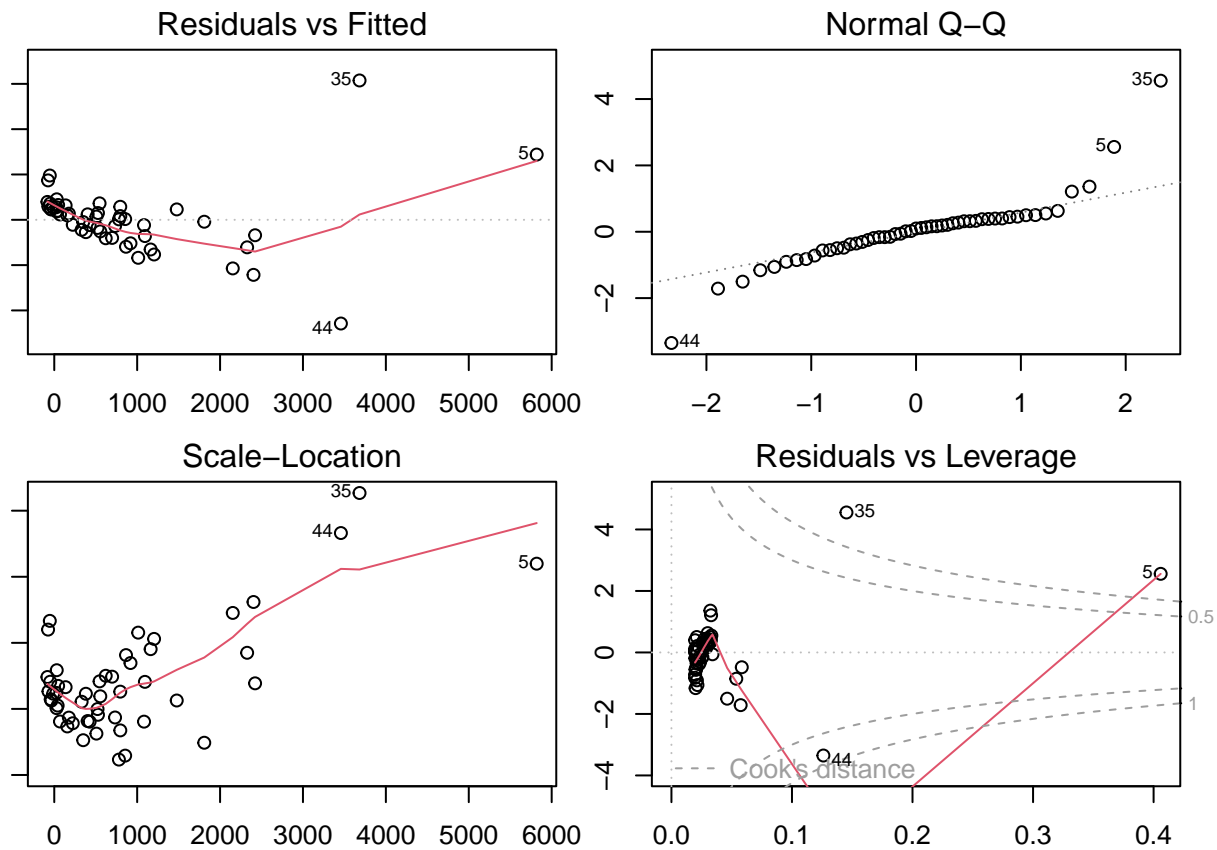 Residuals vs Fitted
35
5
44
0 1000 2000 3000 4000 5000 6000
Normal Q−Q
4
2
0
−2
35
5
44
−2 −1 0 1 2
Scale−Location
35
44
5
0 1000 2000 3000 4000 5000 6000
Residuals vs Leverage
4
2
0
−2
−4
35
5
0.5
1
44
Cook's distance
0.0 0.1 0.2 0.3 0.4